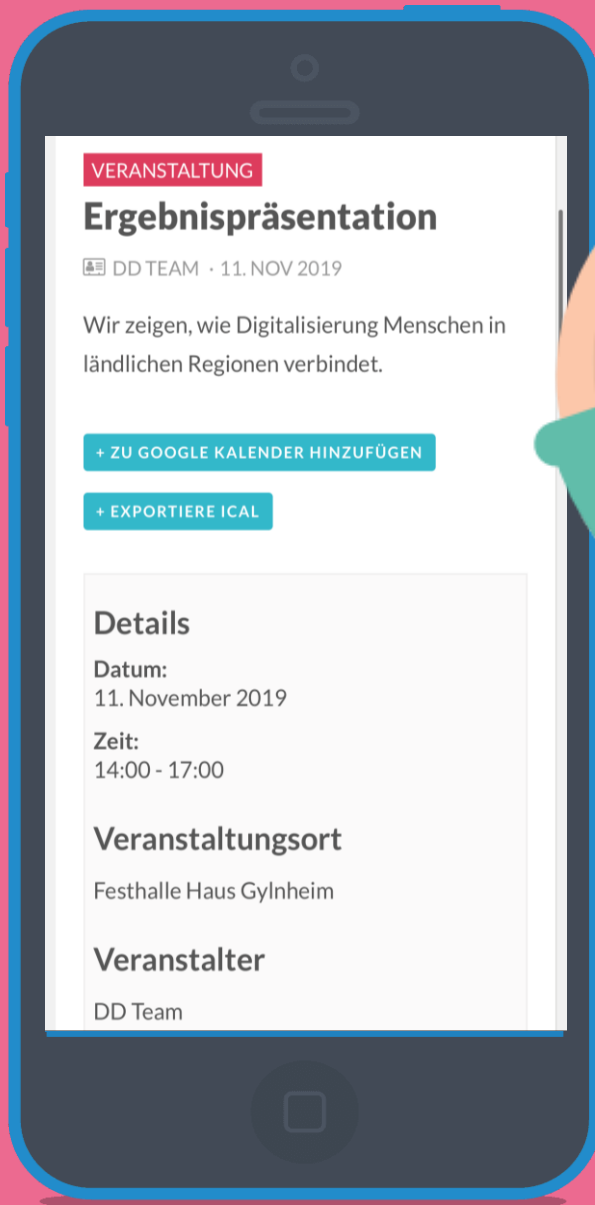 VERANSTALTUNG
Ergebnispräsentation
DD TEAM · 11. NOV 2019
Wir zeigen, wie Digitalisierung Menschen in
ländlichen Regionen verbindet.
+ ZU GOOGLE KALENDER HINZUFÜGEN
+ EXPORTIERE ICAL
Details
Datum:
11. November 2019
Zeit:
14:00 - 17:00
Veranstaltungsort
Festhalle Haus Gylnheim
Veranstalter
DD Team